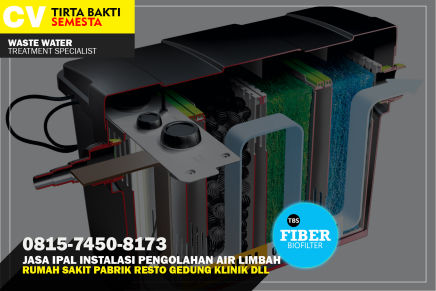 CV TIRTA BAKTI
SEMESTA
WASTE WATER
TREATMENT SPECIALIST
TBS
FIBER
BIOFILTER
0815-7450-8173
JASA IPAL INSTALASI PENGOLAHAN AIR LIMBAH
RUMAH SAKIT PABRIK RESTO GEDUNG KLINIK DLL